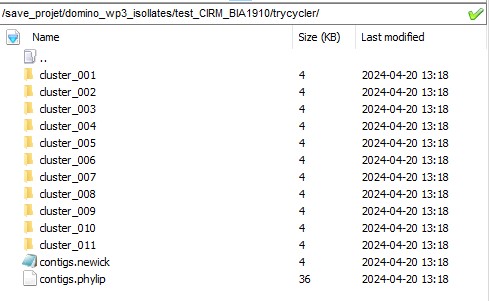 /save_projet/domino_wp3_isollates/test_CIRM_BIA1910/trycycler/
Name Size (KB) Last modified
..
cluster_001 4 2024-04-20 13:18
cluster_002 4 2024-04-20 13:18
cluster_003 4 2024-04-20 13:18
cluster_004 4 2024-04-20 13:18
cluster_005 4 2024-04-20 13:18
cluster_006 4 2024-04-20 13:18
cluster_007 4 2024-04-20 13:18
cluster_008 4 2024-04-20 13:18
cluster_009 4 2024-04-20 13:18
cluster_010 4 2024-04-20 13:18
cluster_011 4 2024-04-20 13:18
contigs.newick 4 2024-04-20 13:18
contigs.phylip 36 2024-04-20 13:18